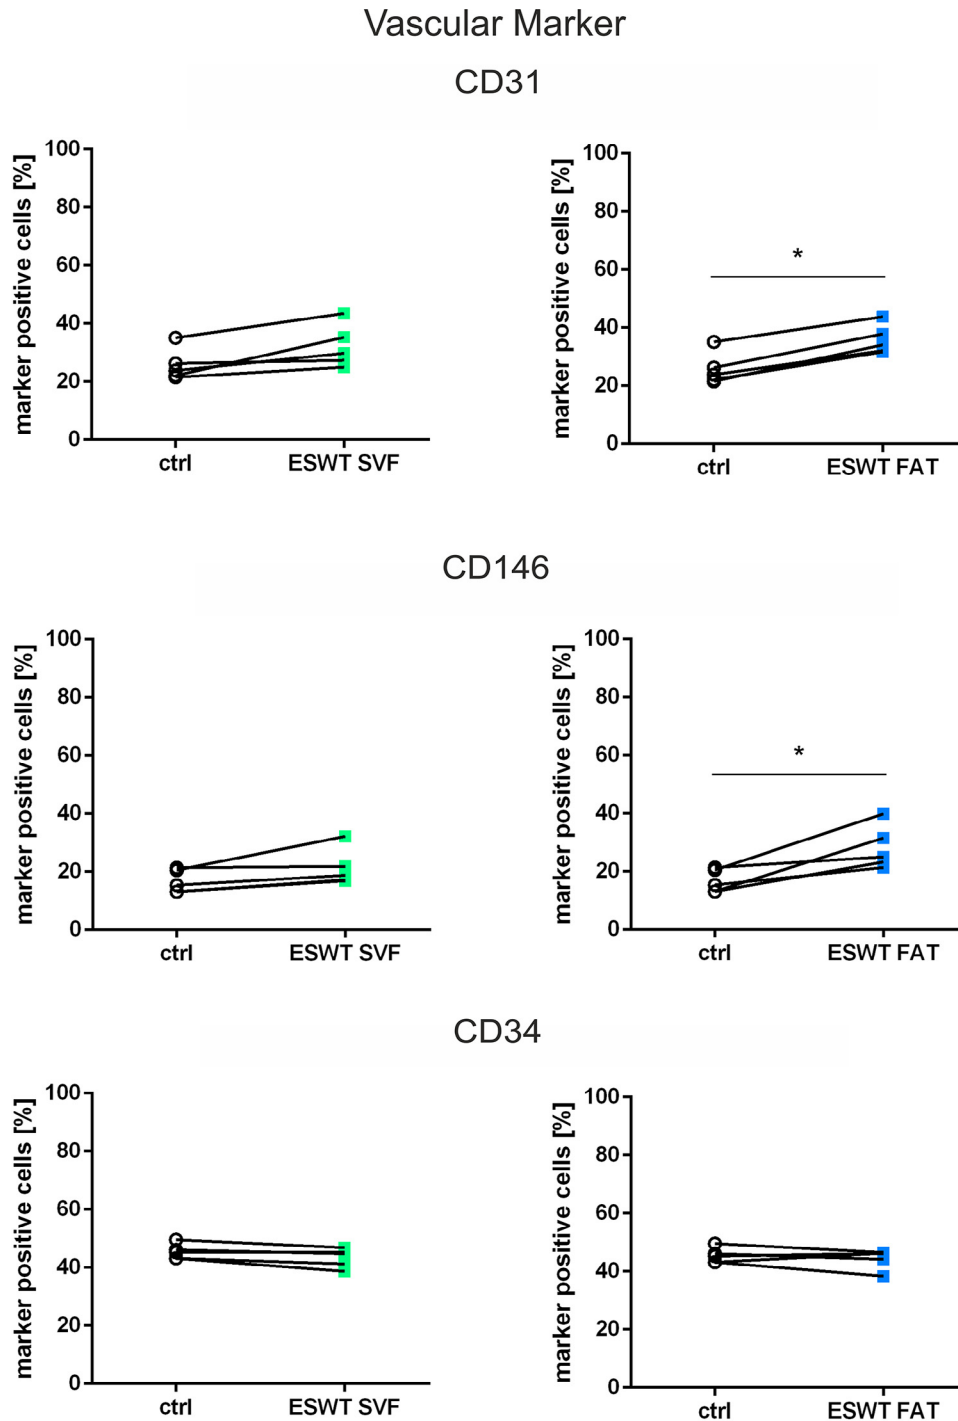 Vascular Marker
CD31
marker positive cells [%]
100
80
60
40
20
0
ctrl
ESWT SVF
marker positive cells [%]
100
80
60
40
20
0
*
ctrl
ESWT FAT
CD146
marker positive cells [%]
100
80
60
40
20
0
ctrl
ESWT SVF
marker positive cells [%]
100
80
60
40
20
0
*
ctrl
ESWT FAT
CD34
marker positive cells [%]
100
80
60
40
20
0
ctrl
ESWT SVF
marker positive cells [%]
100
80
60
40
20
0
ctrl
ESWT FAT